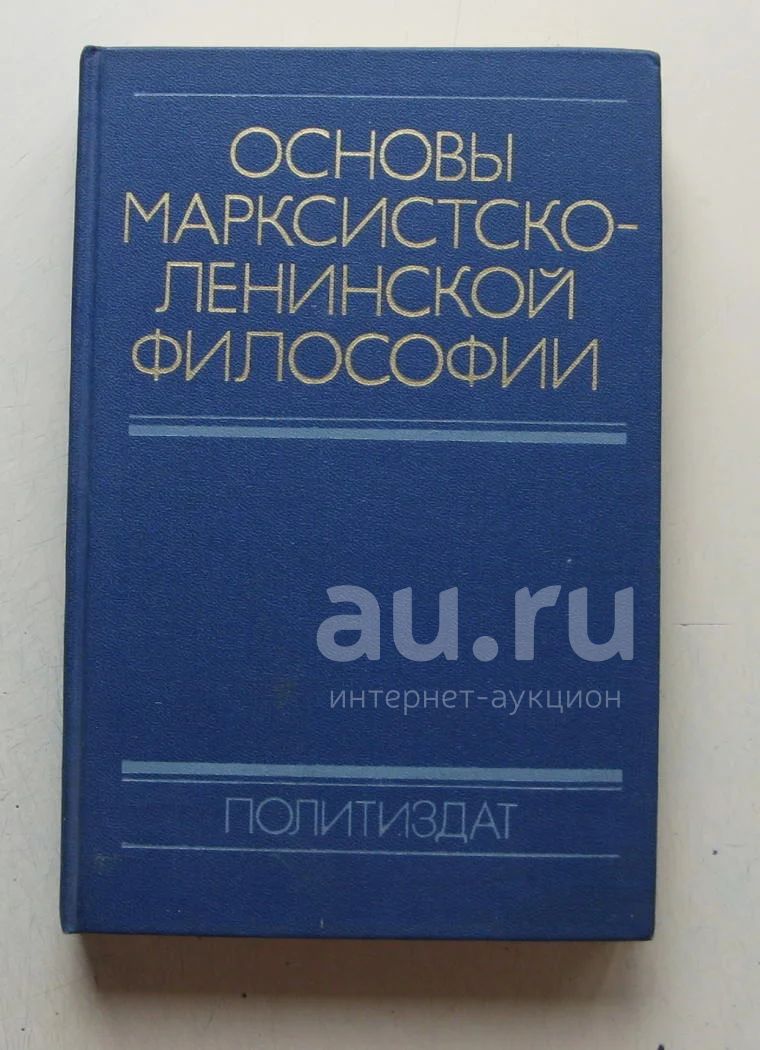 ОСНОВЫ
МАРКСИСТСКО-
ЛЕНИНСКОЙ
ФИЛОСОФИИ
au.ru
интернет-аукцион
ПОЛИТИЗДАТ